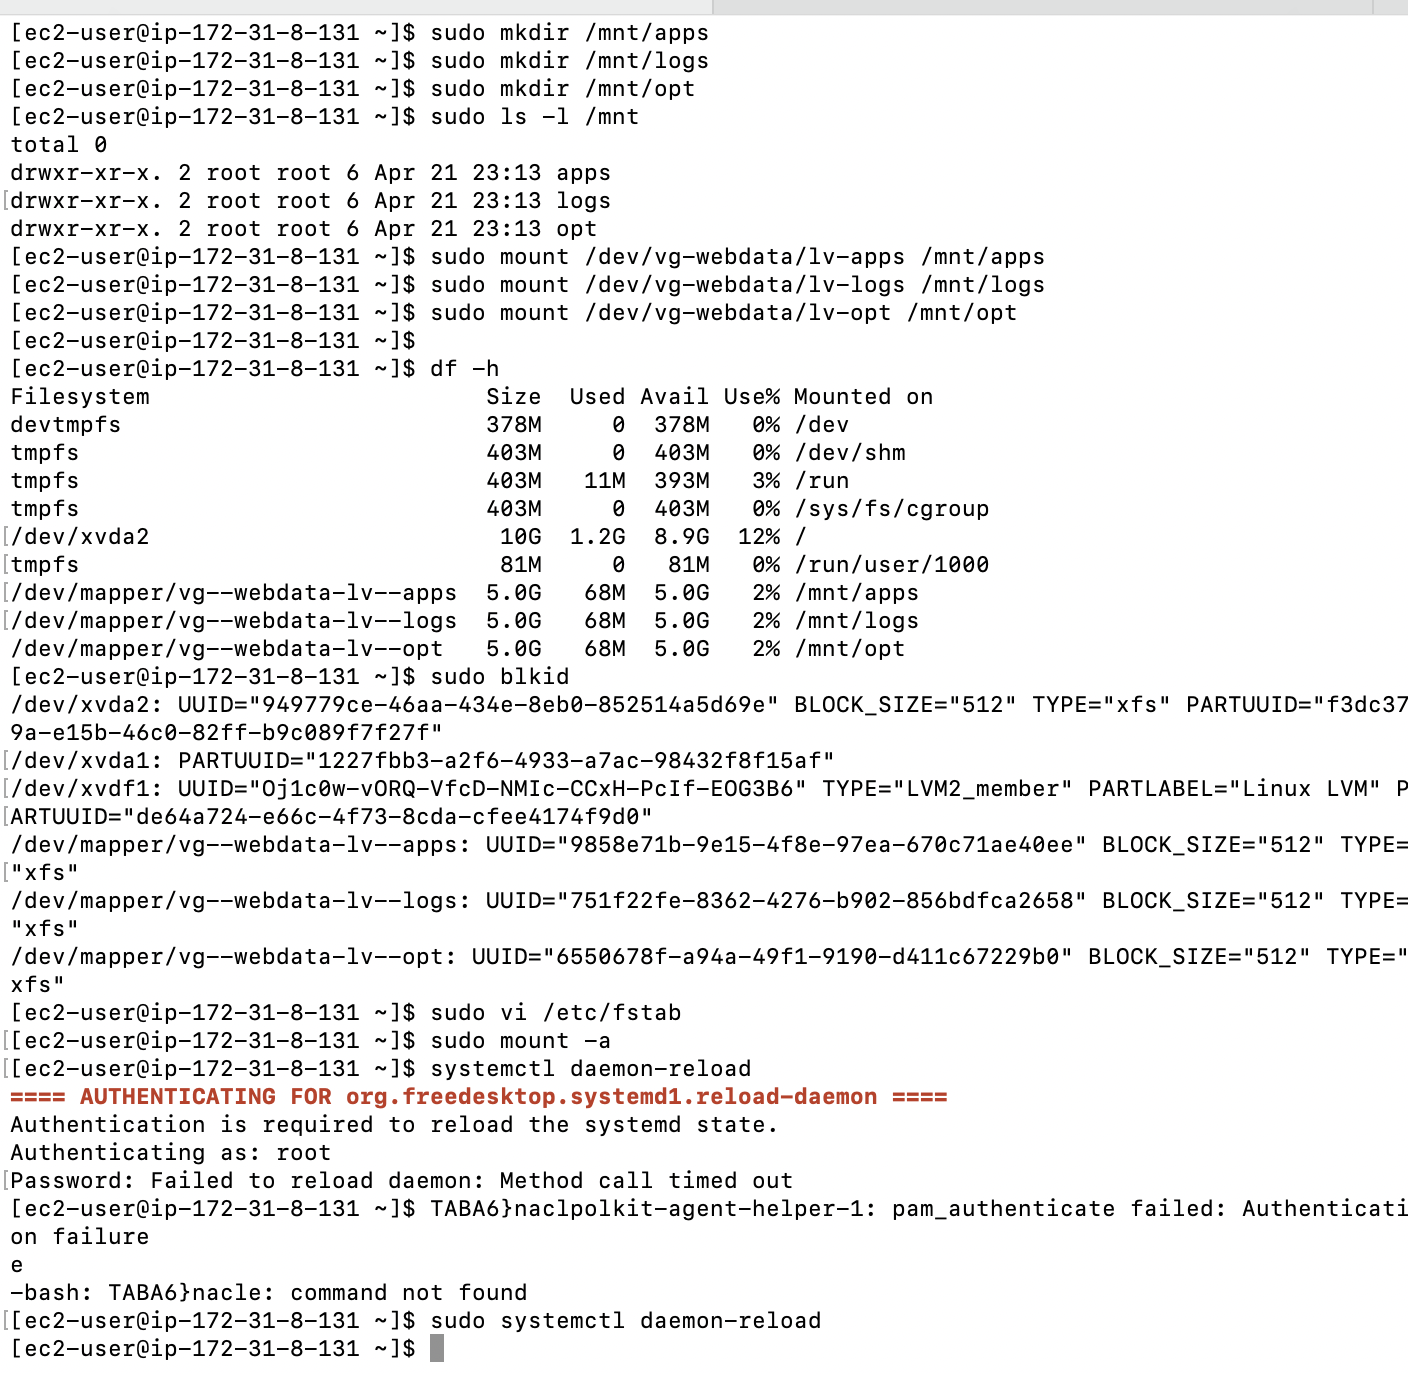 [ec2-user@ip-172-31-8-131 ~]$ sudo mkdir /mnt/apps
[ec2-user@ip-172-31-8-131 ~]$ sudo mkdir /mnt/logs
[ec2-user@ip-172-31-8-131 ~]$ sudo mkdir /mnt/opt
[ec2-user@ip-172-31-8-131 ~]$ sudo ls -l /mnt
total 0
drwxr-xr-x. 2 root root 6 Apr 21 23:13 apps
[drwxr-xr-x. 2 root root 6 Apr 21 23:13 logs
drwxr-xr-x. 2 root root 6 Apr 21 23:13 opt
[ec2-user@ip-172-31-8-131 ~]$ sudo mount /dev/vg-webdata/lv-apps /mnt/apps
[ec2-user@ip-172-31-8-131 ~]$ sudo mount /dev/vg-webdata/lv-logs /mnt/logs
[ec2-user@ip-172-31-8-131 ~]$ sudo mount /dev/vg-webdata/lv-opt /mnt/opt
[ec2-user@ip-172-31-8-131 ~]$
[ec2-user@ip-172-31-8-131 ~]$ df -h
Filesystem                        Size  Used Avail Use% Mounted on
devtmpfs                          378M     0  378M   0% /dev
tmpfs                             403M     0  403M   0% /dev/shm
tmpfs                             403M   11M  393M   3% /run
tmpfs                             403M     0  403M   0% /sys/fs/cgroup
[/dev/xvda2                         10G  1.2G  8.9G  12% /
[tmpfs                              81M     0   81M   0% /run/user/1000
[/dev/mapper/vg--webdata-lv--apps  5.0G   68M  5.0G   2% /mnt/apps
[/dev/mapper/vg--webdata-lv--logs  5.0G   68M  5.0G   2% /mnt/logs
/dev/mapper/vg--webdata-lv--opt   5.0G   68M  5.0G   2% /mnt/opt
[ec2-user@ip-172-31-8-131 ~]$ sudo blkid
/dev/xvda2: UUID="949779ce-46aa-434e-8eb0-852514a5d69e" BLOCK_SIZE="512" TYPE="xfs" PARTUUID="f3dc37
9a-e15b-46c0-82ff-b9c089f7f27f"
[/dev/xvda1: PARTUUID="1227fbb3-a2f6-4933-a7ac-98432f8f15af"
[/dev/xvdf1: UUID="Oj1c0w-vORQ-VfcD-NMIc-CCxH-PcIf-EOG3B6" TYPE="LVM2_member" PARTLABEL="Linux LVM" P
[ARTUUID="de64a724-e66c-4f73-8cda-cfee4174f9d0"
/dev/mapper/vg--webdata-lv--apps: UUID="9858e71b-9e15-4f8e-97ea-670c71ae40ee" BLOCK_SIZE="512" TYPE=
["xfs"
/dev/mapper/vg--webdata-lv--logs: UUID="751f22fe-8362-4276-b902-856bdfca2658" BLOCK_SIZE="512" TYPE=
"xfs"
/dev/mapper/vg--webdata-lv--opt: UUID="6550678f-a94a-49f1-9190-d411c67229b0" BLOCK_SIZE="512" TYPE="
xfs"
[ec2-user@ip-172-31-8-131 ~]$ sudo vi /etc/fstab
[[ec2-user@ip-172-31-8-131 ~]$ sudo mount -a
[[ec2-user@ip-172-31-8-131 ~]$ systemctl daemon-reload
==== AUTHENTICATING FOR org.freedesktop.systemd1.reload-daemon ====
Authentication is required to reload the systemd state.
Authenticating as: root
[Password: Failed to reload daemon: Method call timed out
[ec2-user@ip-172-31-8-131 ~]$ TABA6}naclpolkit-agent-helper-1: pam_authenticate failed: Authenticati
on failure
e
-bash: TABA6}nacle: command not found
[[ec2-user@ip-172-31-8-131 ~]$ sudo systemctl daemon-reload
[ec2-user@ip-172-31-8-131 ~]$